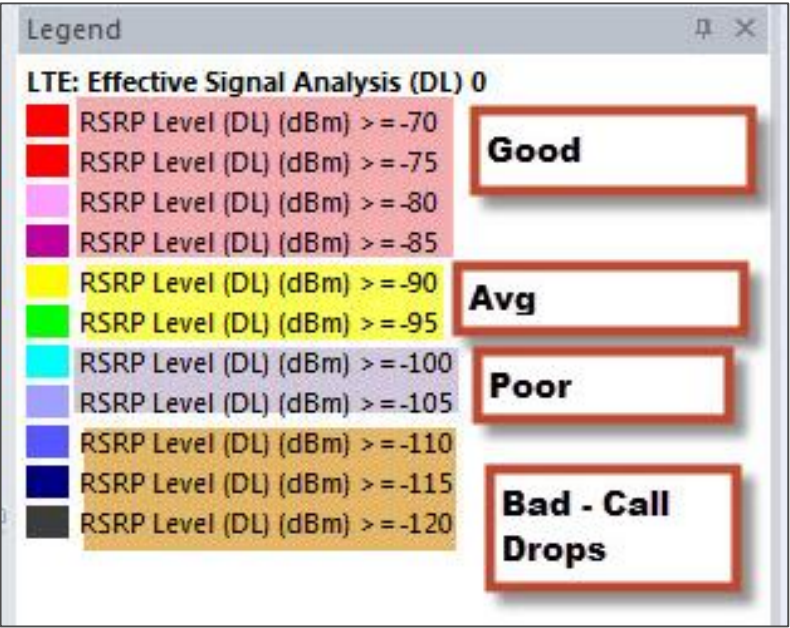 Legend
LTE: Effective Signal Analysis (DL) 0
RSRP Level (DL) (dBm) >=-70
RSRP Level (DL) (dBm) >=-75
RSRP Level (DL) (dBm) >=-80
RSRP Level (DL) (dBm) >=-85
Good
RSRP Level (DL) (dBm) >=-90
RSRP Level (DL) (dBm) >=-95
Avg
RSRP Level (DL) (dBm) >=-100
RSRP Level (DL) (dBm) >=-105
Poor
RSRP Level (DL) (dBm) >=-110
RSRP Level (DL) (dBm) >=-115
RSRP Level (DL) (dBm) >=-120
Bad - Call
Drops